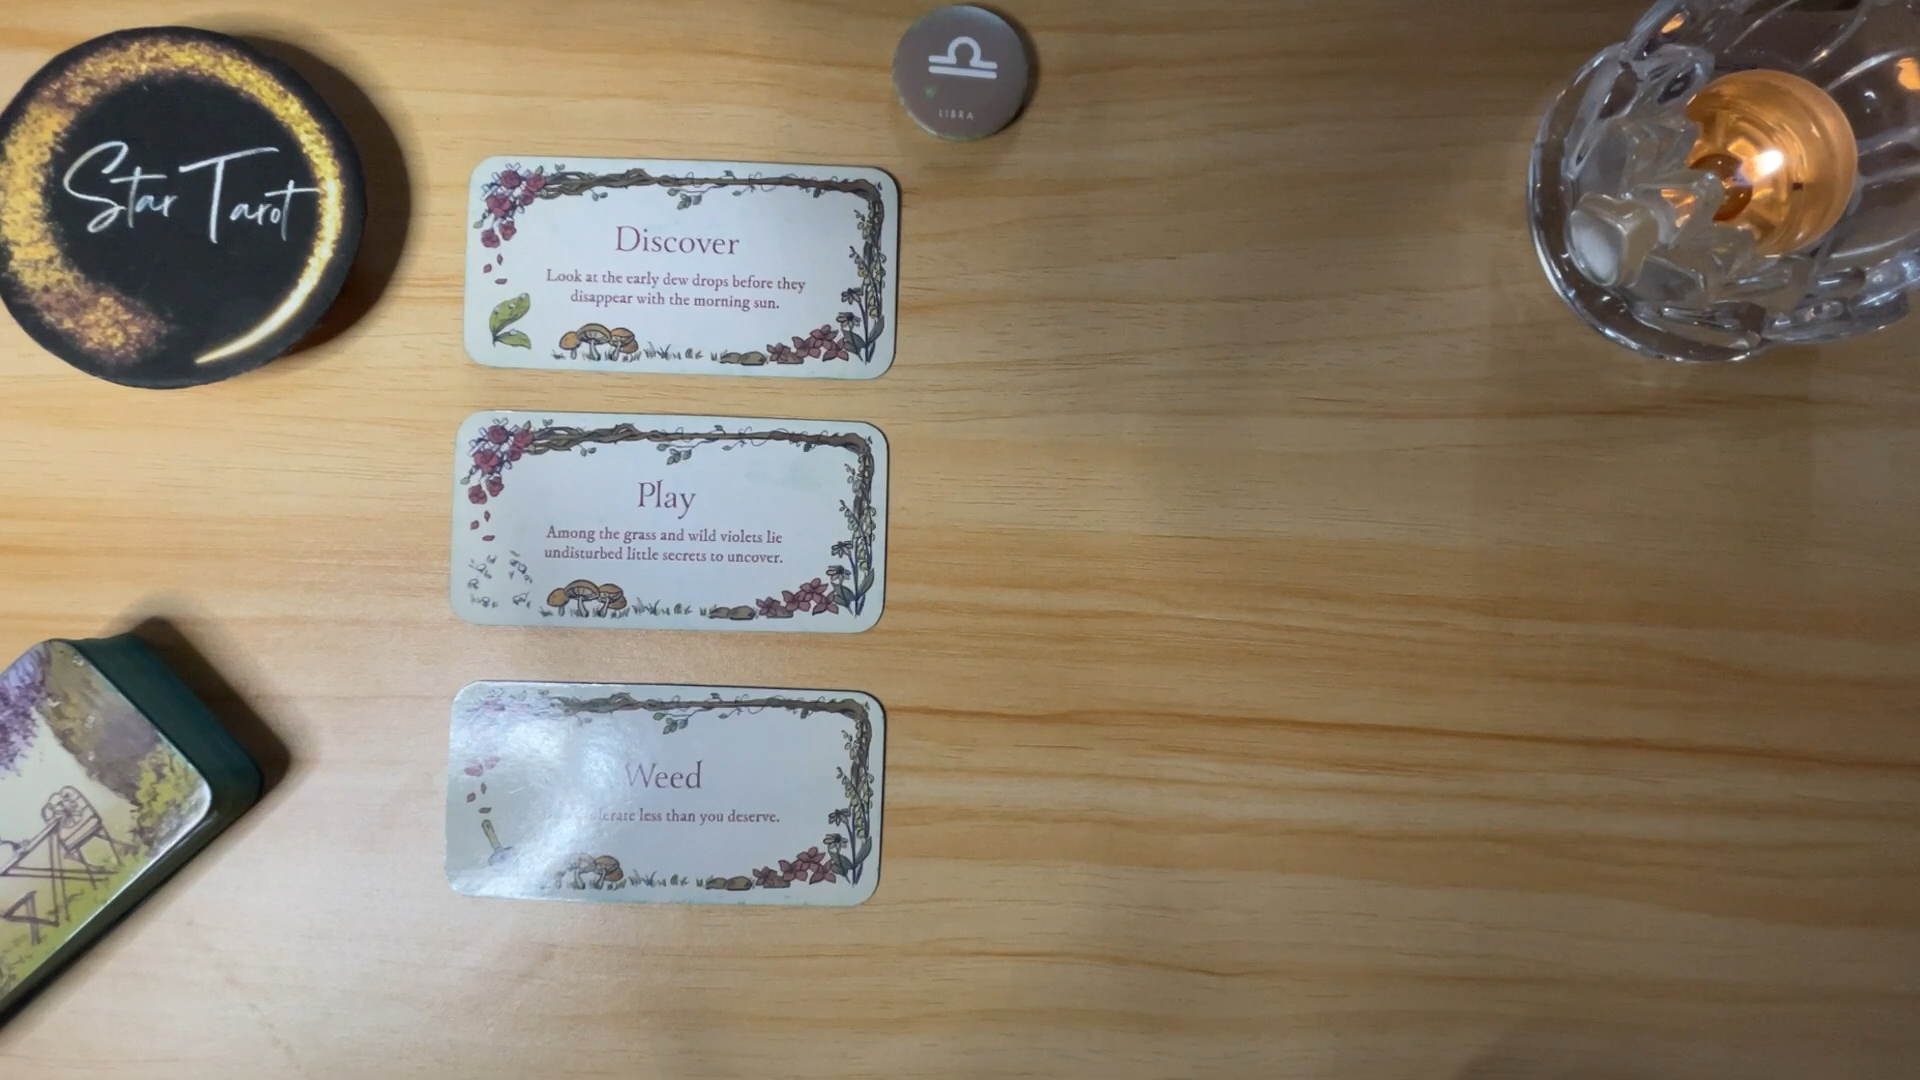 Star Tarot
LIBRA
Discover
Look at the early dew drops before they
disappear with the morning sun.
Play
Among the grass and wild violets lie
undisturbed little secrets to uncover.
Weed
less than you deserve.